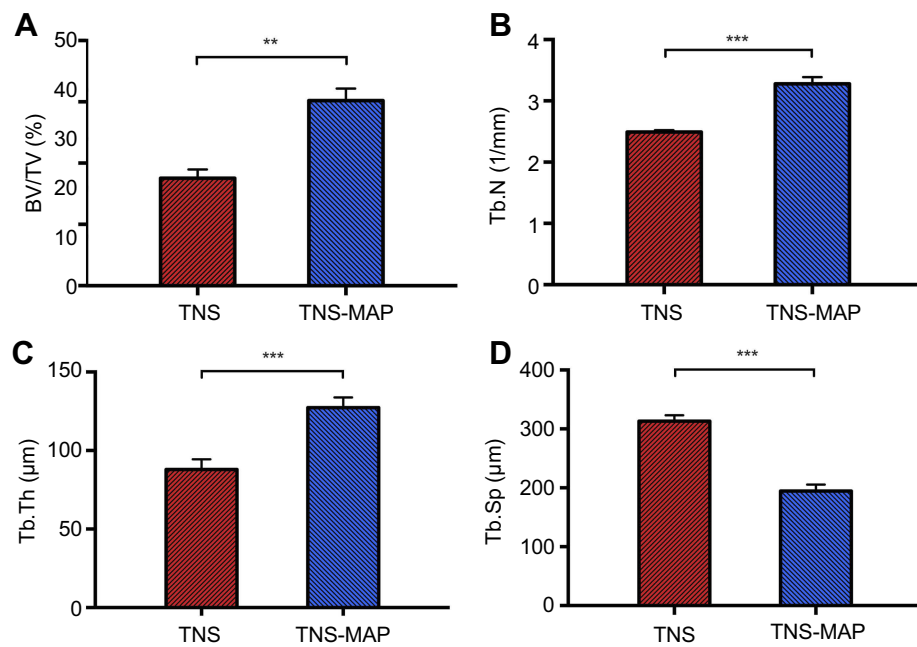 A
50
40
30
20
10
0
BV/TV (%)
**
TNS
TNS-MAP
B
4
3
2
1
0
Tb.N (1/mm)
***
TNS
TNS-MAP
C
150
100
50
0
Tb.Th (μm)
***
TNS
TNS-MAP
D
400
300
200
100
0
Tb.Sp (μm)
***
TNS
TNS-MAP